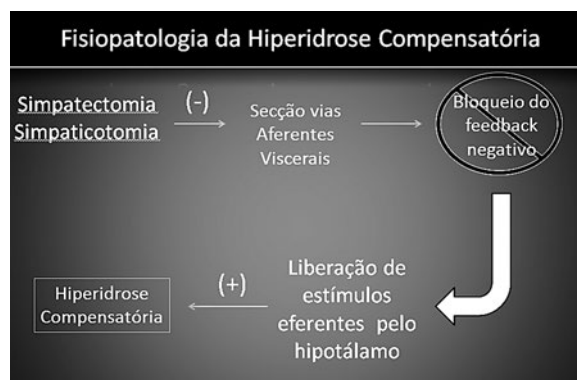 Fisiopatologia da Hiperidrose Compensatória
Simpatectomia
Simpaticotomia
(-)
Secção vias
Aferentes
Viscerais
Bloqueio do
feedback
negativo
Liberação de
estímulos
eferentes pelo
hipotálamo
(+)
Hiperidrose
Compensatória